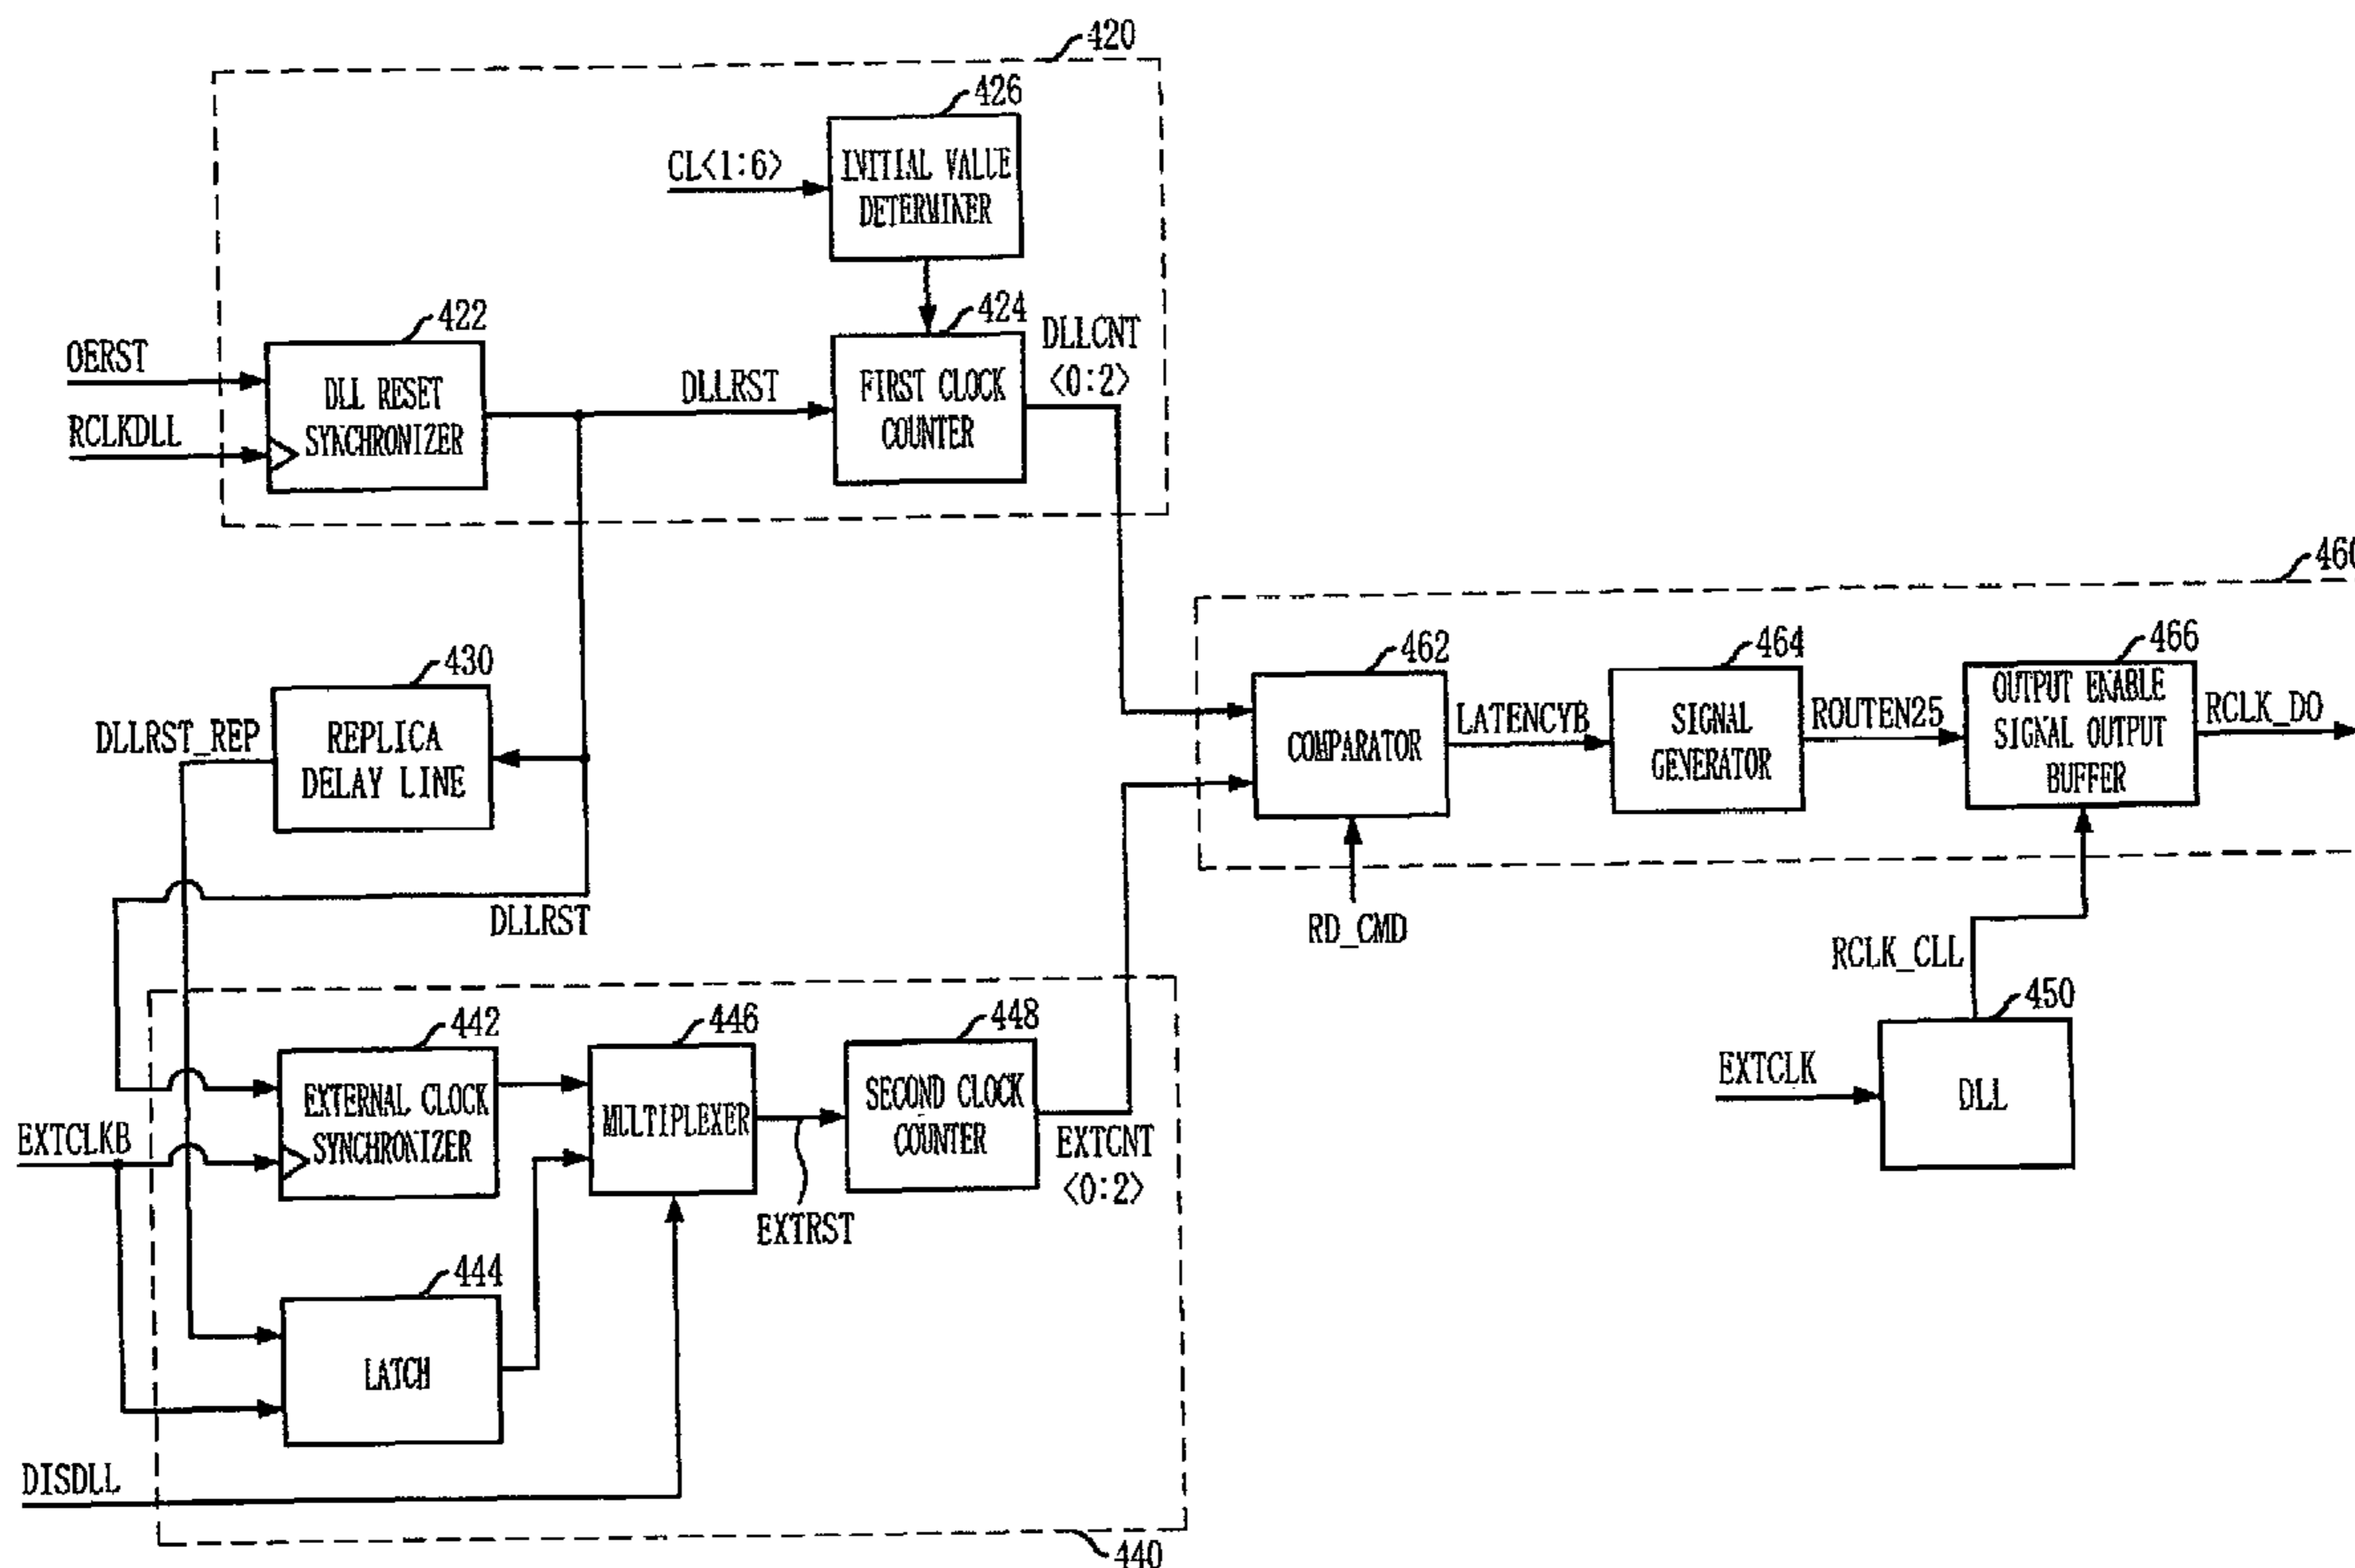 420
426
CL<1:6>
INITIAL VALUE
DETERMINER
422
424
DLLCNT
<0:2>
OERST
RCLKDLL
DLL RESET
SYNCHRONIZER
DLLRST
FIRST CLOCK
COUNTER
460
430
DLLRST_REP
REPLICA
DELAY LINE
462
COMPARATOR
LATENCYB
464
SIGNAL
GENERATOR
ROUTEN25
466
OUTPUT ENABLE
SIGNAL OUTPUT
BUFFER
RCLK_DO
DLLRST
RD_CMD
RCLK_CLL
450
EXTCLK
DLL
442
446
448
EXTERNAL CLOCK
SYNCHRONIZER
MULTIPLEXER
SECOND CLOCK
COUNTER
EXTCLKB
EXTCNT
<0:2>
EXTRST
444
LATCH
DISDLL
440